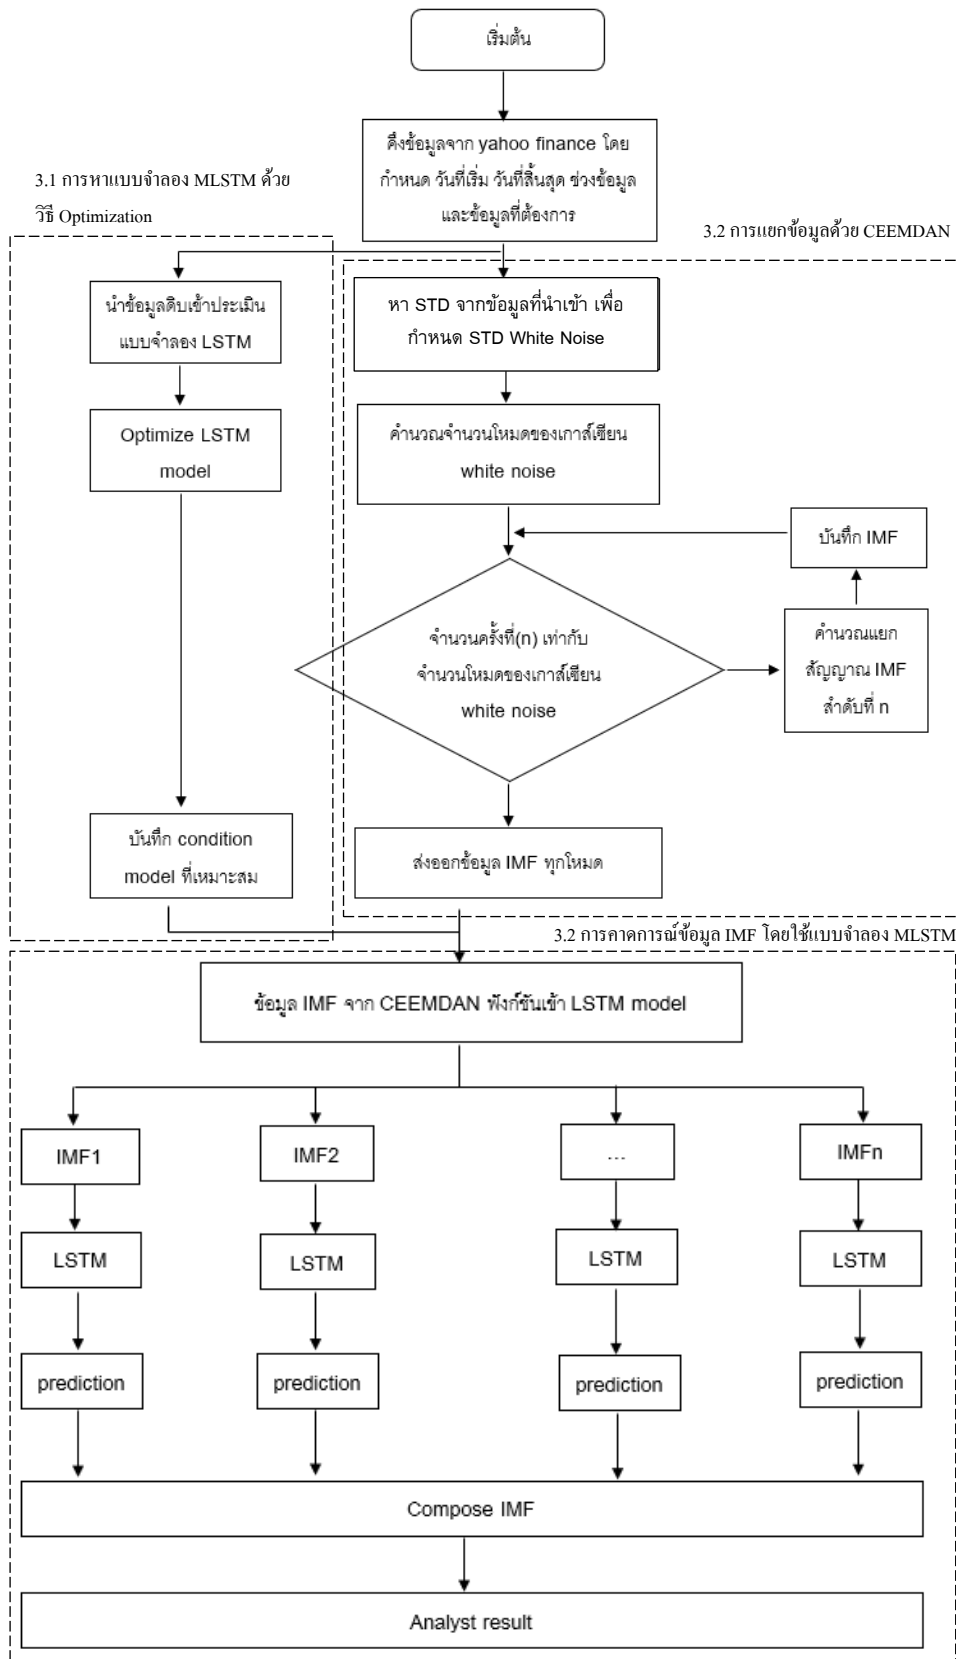 เริ่มต้น
ดึงข้อมูลจาก yahoo finance โดย
กำหนด วันที่เริ่ม วันที่สิ้นสุด ช่วงข้อมูล
และข้อมูลที่ต้องการ
3.1 การหาแบบจำลอง MLSTM ด้วย
วิธี Optimization
3.2 การแยกข้อมูลด้วย CEEMDAN
นำข้อมูลดิบเข้าประเมิน
แบบจำลอง LSTM
Optimize LSTM
model
บันทึก condition
model ที่เหมาะสม
หา STD จากข้อมูลที่นำเข้า เพื่อ
กำหนด STD White Noise
คำนวณจำนวนโหมดของเกาส์เซียน
white noise
บันทึก IMF
จำนวนครั้งที่(n) เท่ากับ
จำนวนโหมดของเกาส์เซียน
white noise
คำนวณแยก
สัญญาณ IMF
ลำดับที่ n
ส่งออกข้อมูล IMF ทุกโหมด
3.2 การคาดการณ์ข้อมูล IMF โดยใช้แบบจำลอง MLSTM
ข้อมูล IMF จาก CEEMDAN ฟังก์ชันเข้า LSTM model
IMF1
IMF2
...
IMFn
LSTM
LSTM
LSTM
LSTM
prediction
prediction
prediction
prediction
Compose IMF
Analyst result